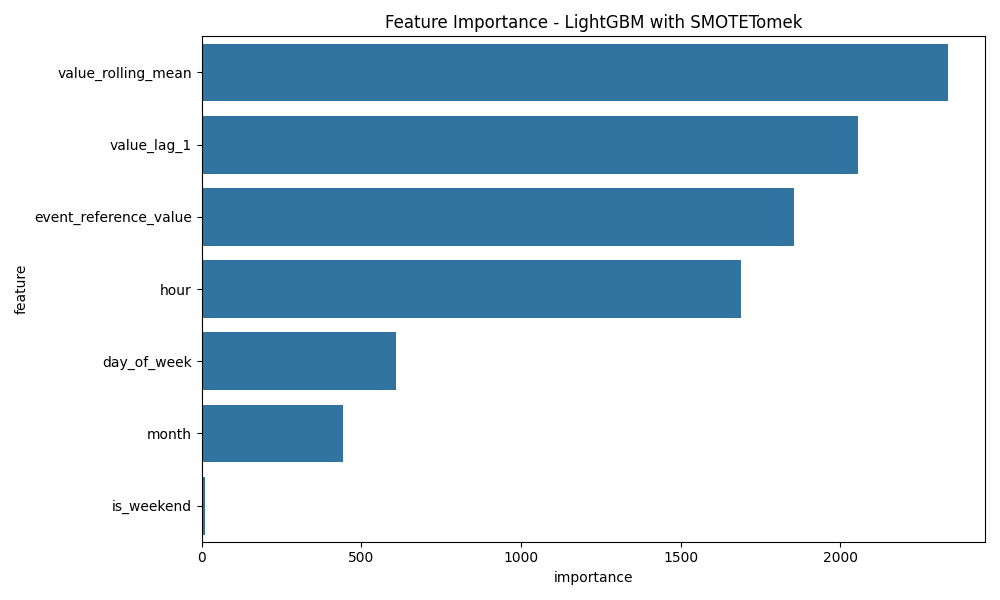 Feature Importance - LightGBM with SMOTETomek
feature
value_rolling_mean
value_lag_1
event_reference_value
hour
day_of_week
month
is_weekend
0 500 1000 1500 2000
importance